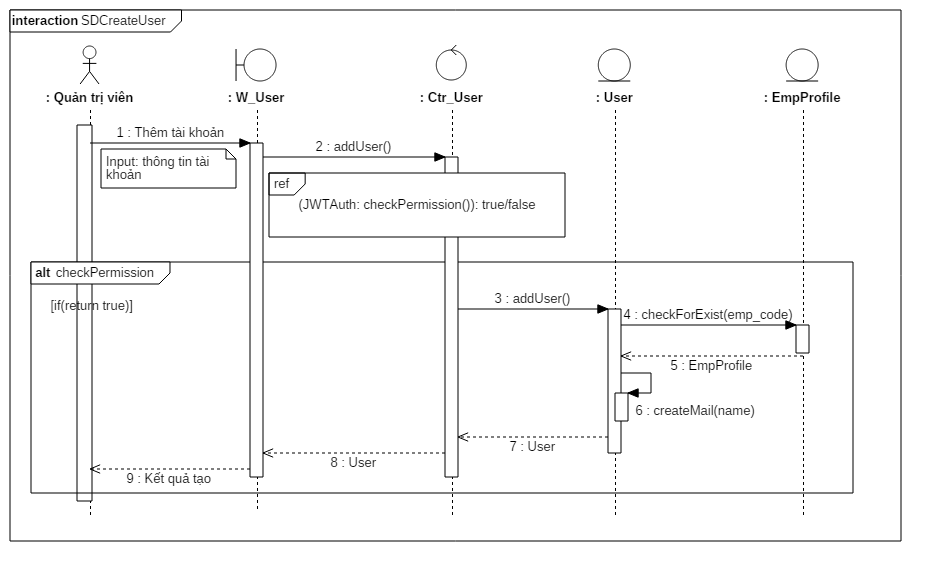 interaction SDCreateUser
: Quản trị viên
: W_User
: Ctr_User
: User
: EmpProfile
1 : Thêm tài khoản
Input: thông tin tài
khoản
2 : addUser()
ref
(JWTAuth: checkPermission()): true/false
alt checkPermission
[if(return true)]
3 : addUser()
4 : checkForExist(emp_code)
5 : EmpProfile
6 : createMail(name)
7 : User
8 : User
9 : Kết quả tạo